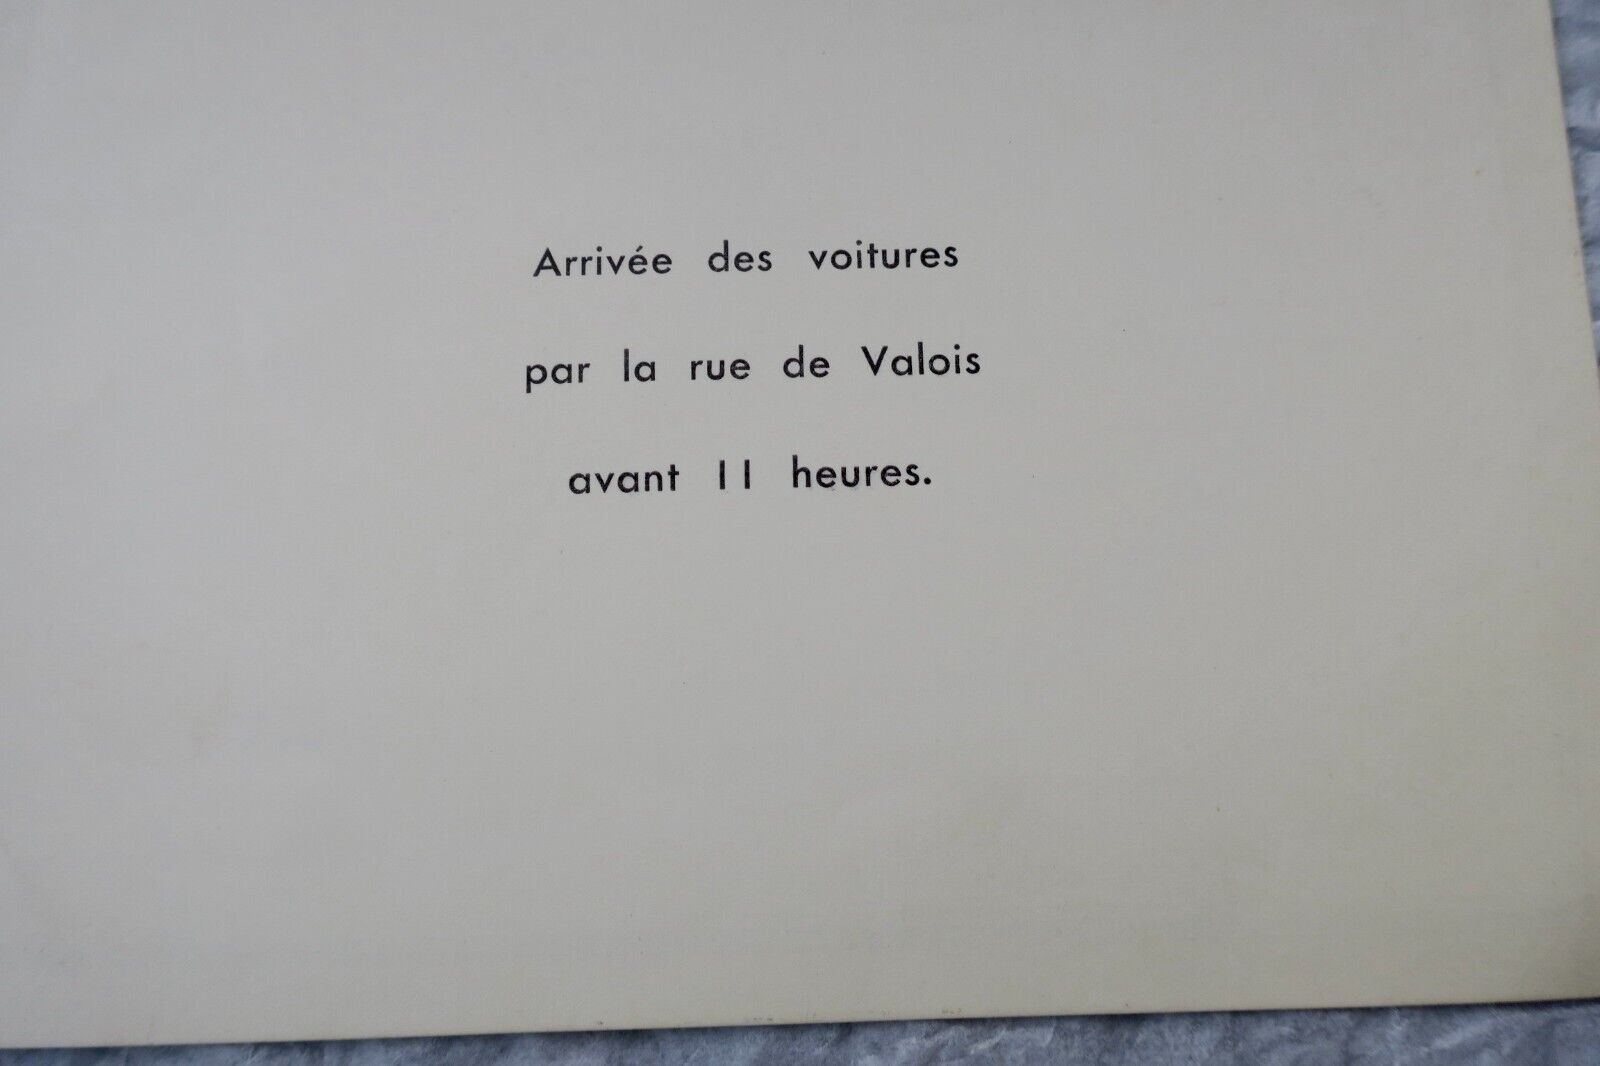 Arrivée des voitures
par la rue de Valois
avant 11 heures.